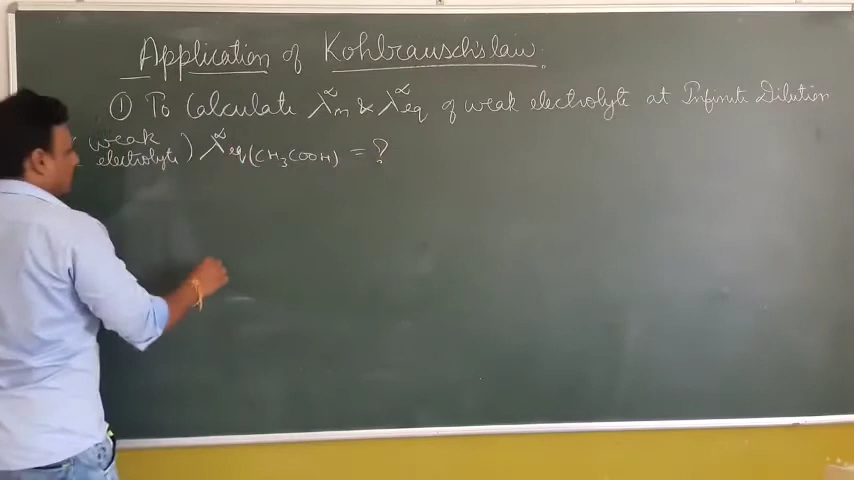 Application of Kohlrausch's law.
① To Calculate λ∝m & λ∝eq of weak electrolyte at Infinite Dilution
(weak electrolyte) λ∝eq(CH₃COOH) = ?